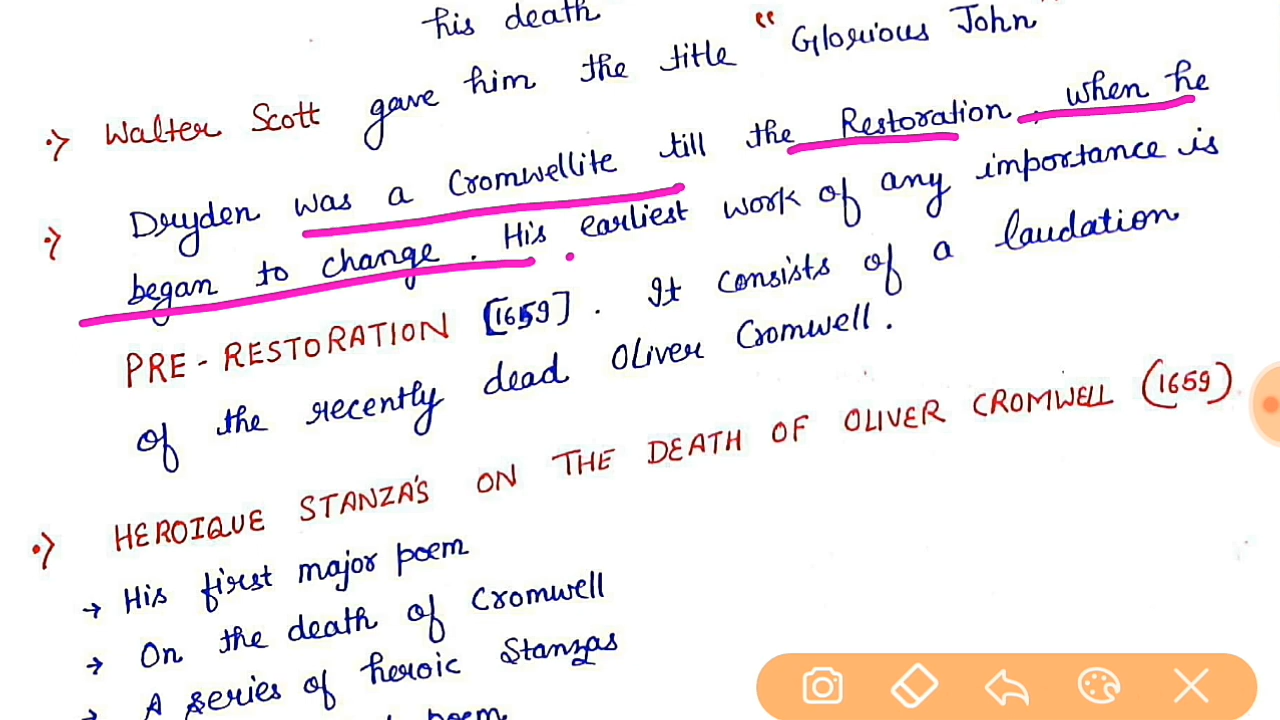 his death
Walter Scott gave him the title "Glorious John
Dryden was a Cromwellite till the Restoration, when he
began to change. His earliest work of any importance is
PRE-RESTORATION [1659]. It consists of a laudation
of the recently dead Oliver Cromwell.
HEROIQUE STANZA'S ON THE DEATH OF OLIVER CROMWELL (1659)
→ His first major poem
→ On the death of Cromwell
→ A series of heroic Stanzas
poem